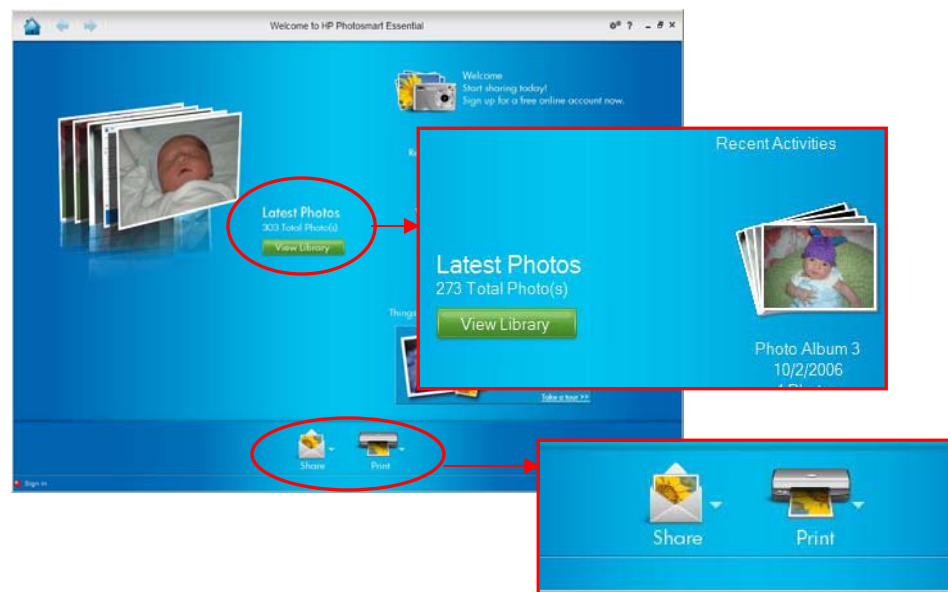 Welcome to HP Photosmart Essential
?
Welcome
Start sharing today!
Sign up for a free online account now.
Latest Photos
303 Total Photo(s)
View Library
Things
Take a tour >>
Share
Print
Sign in
Recent Activities
Latest Photos
273 Total Photo(s)
View Library
Photo Album 3
10/2/2006
Share
Print